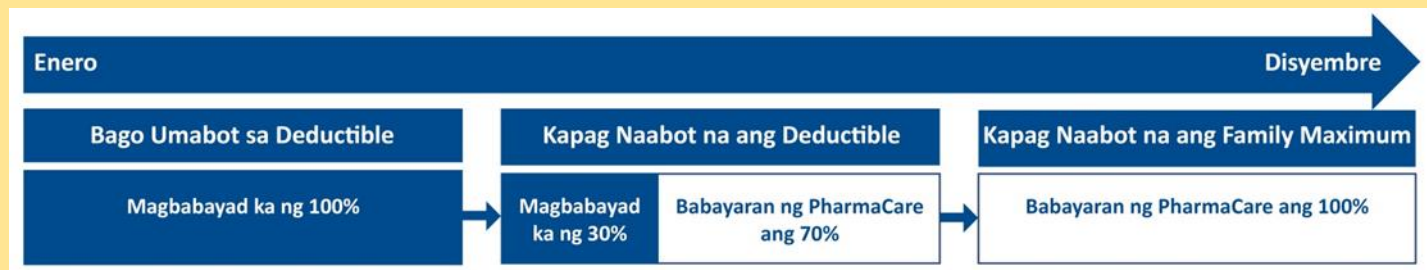 Enero
Disyembre
Bago Umabot sa Deductible
Kapag Naabot na ang Deductible
Kapag Naabot na ang Family Maximum
Magbabayad ka ng 100%
Magbabayad
ka ng 30%
Babayaran ng PharmaCare
ang 70%
Babayaran ng PharmaCare ang 100%